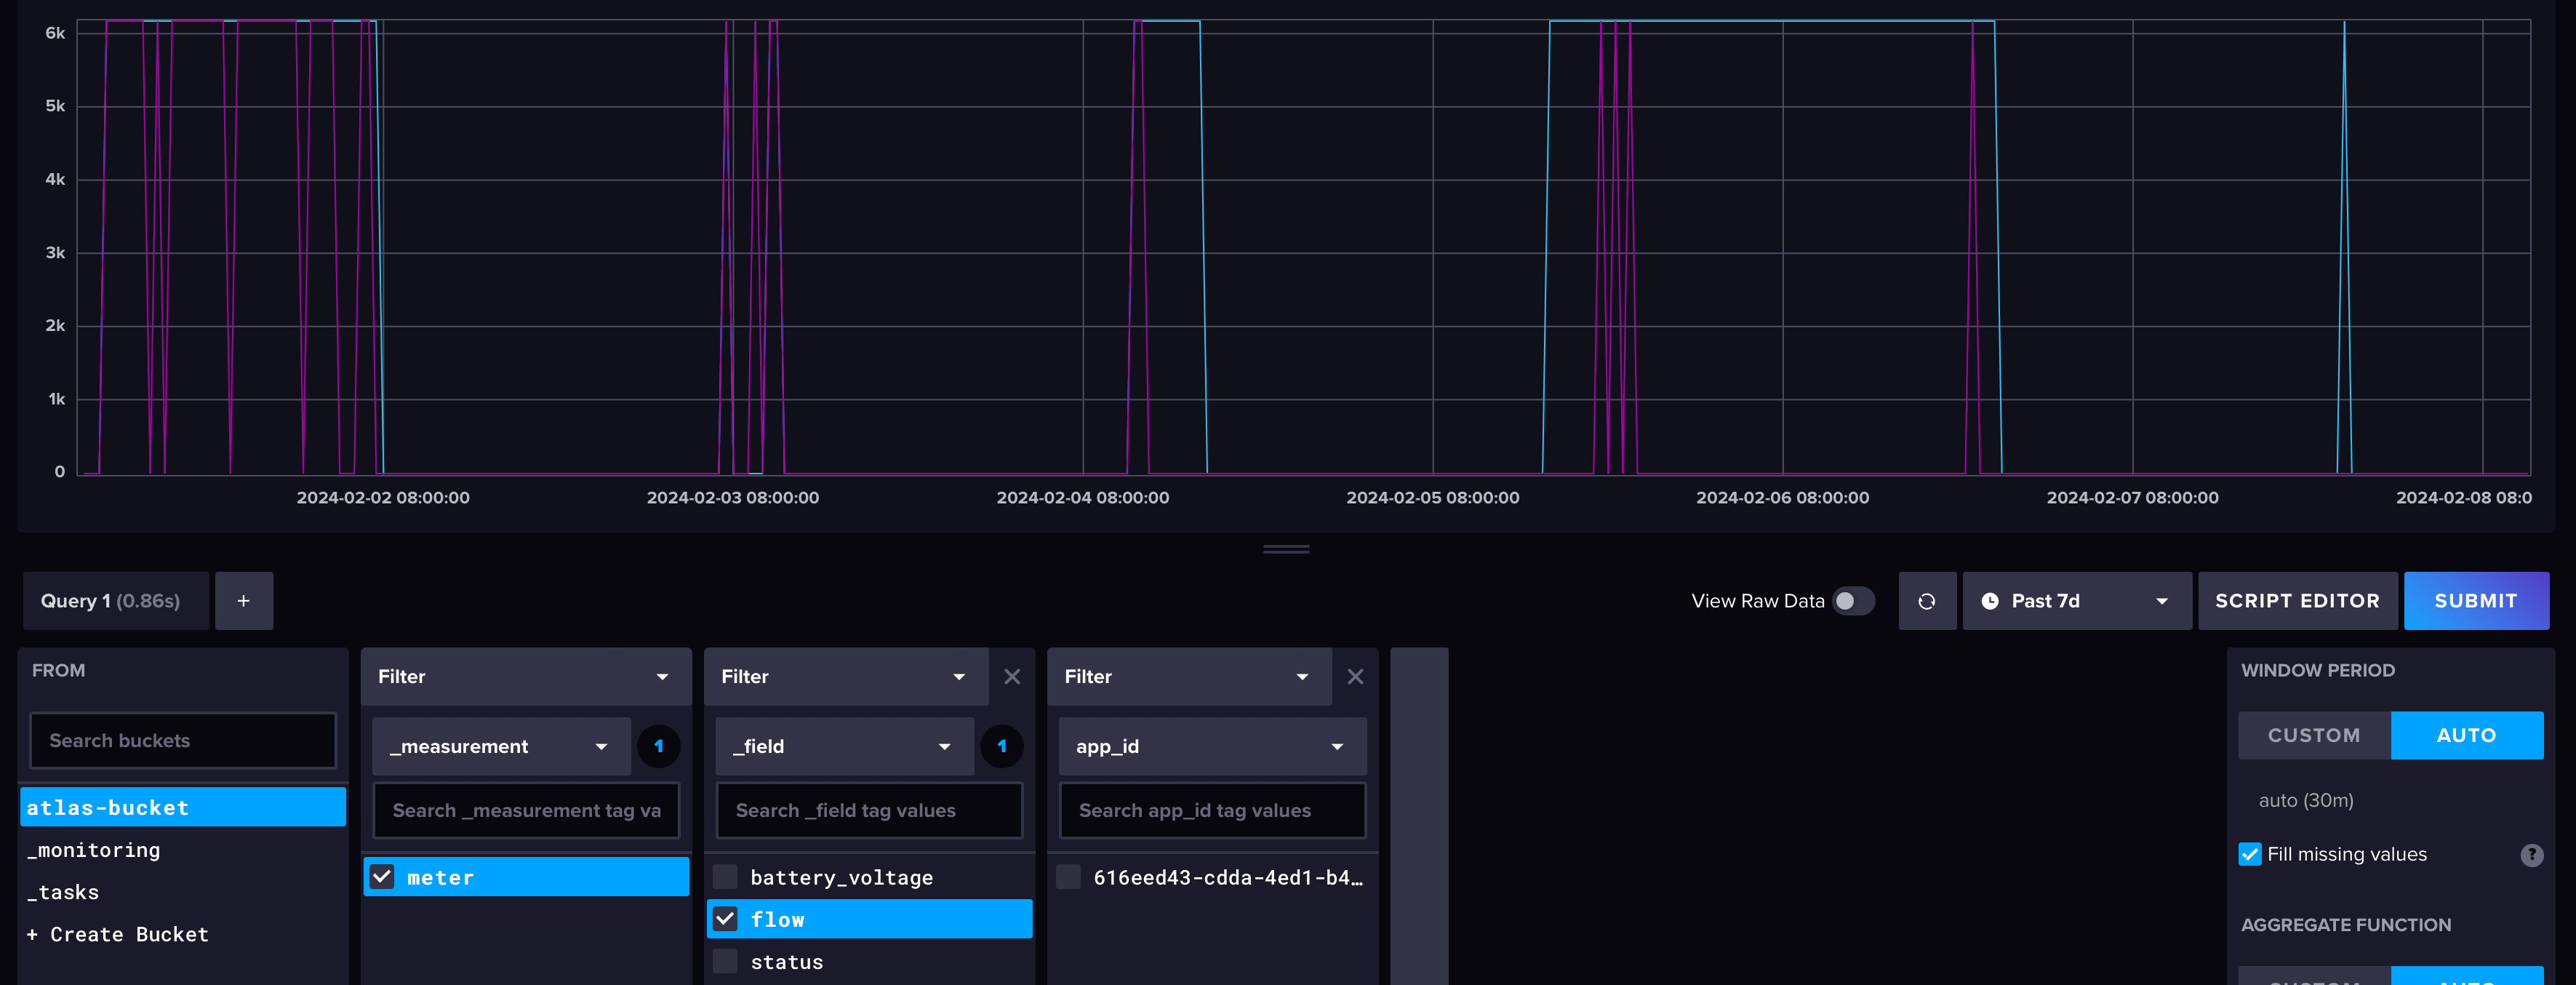 6k
5k
4k
3k
2k
1k
0
2024-02-02 08:00:00 2024-02-03 08:00:00 2024-02-04 08:00:00 2024-02-05 08:00:00 2024-02-06 08:00:00 2024-02-07 08:00:00 2024-02-08 08:0
Query 1 (0.86s) + View Raw Data Past 7d SCRIPT EDITOR SUBMIT
FROM
Search buckets
atlas-bucket
_monitoring
_tasks
+ Create Bucket
Filter
_measurement 1
Search _measurement tag va
meter
Filter
_field 1
Search _field tag values
battery_voltage
flow
status
Filter
app_id
Search app_id tag values
616eed43-cdda-4ed1-b4…
WINDOW PERIOD
CUSTOM AUTO
auto (30m)
Fill missing values ?
AGGREGATE FUNCTION
CUSTOM AUTO